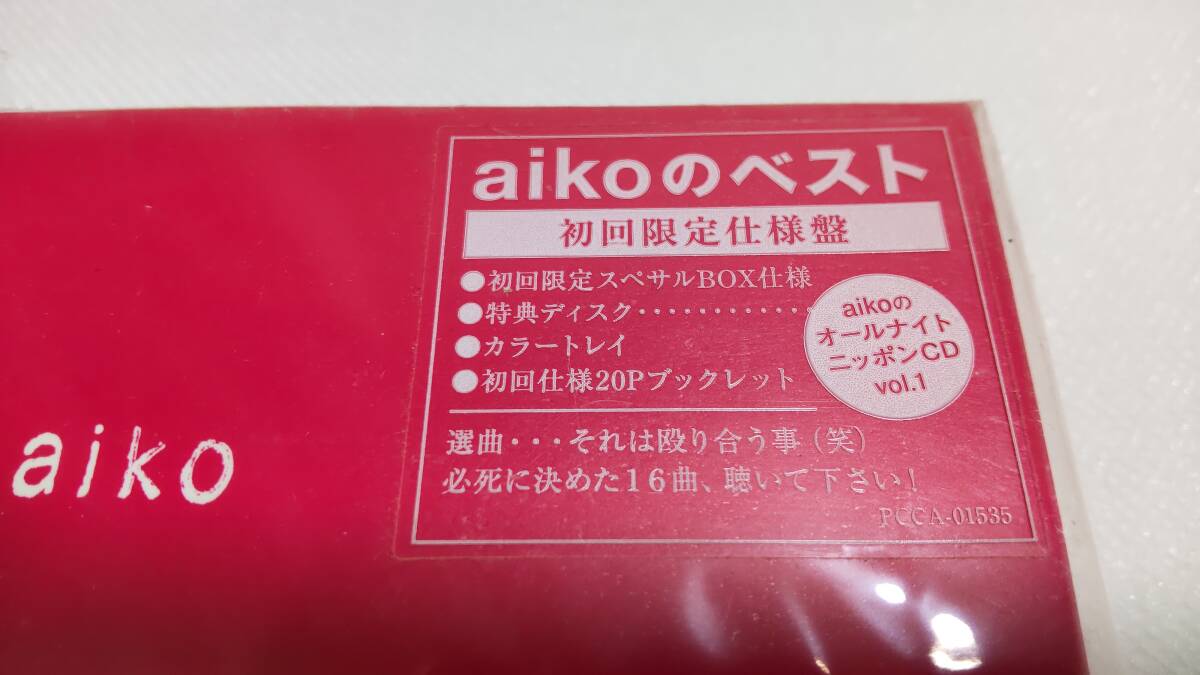 aikoのベスト
初回限定仕様盤
●初回限定スペサルBOX仕様
●特典ディスク・・・・・・・・・・・・
●カラートレイ
●初回仕様20Pブックレット
aikoの
オールナイト
ニッポンCD
vol.1
選曲・・・それは殴り合う事(笑)
必死に決めた16曲、聴いて下さい!
PCCA-01535
aiko